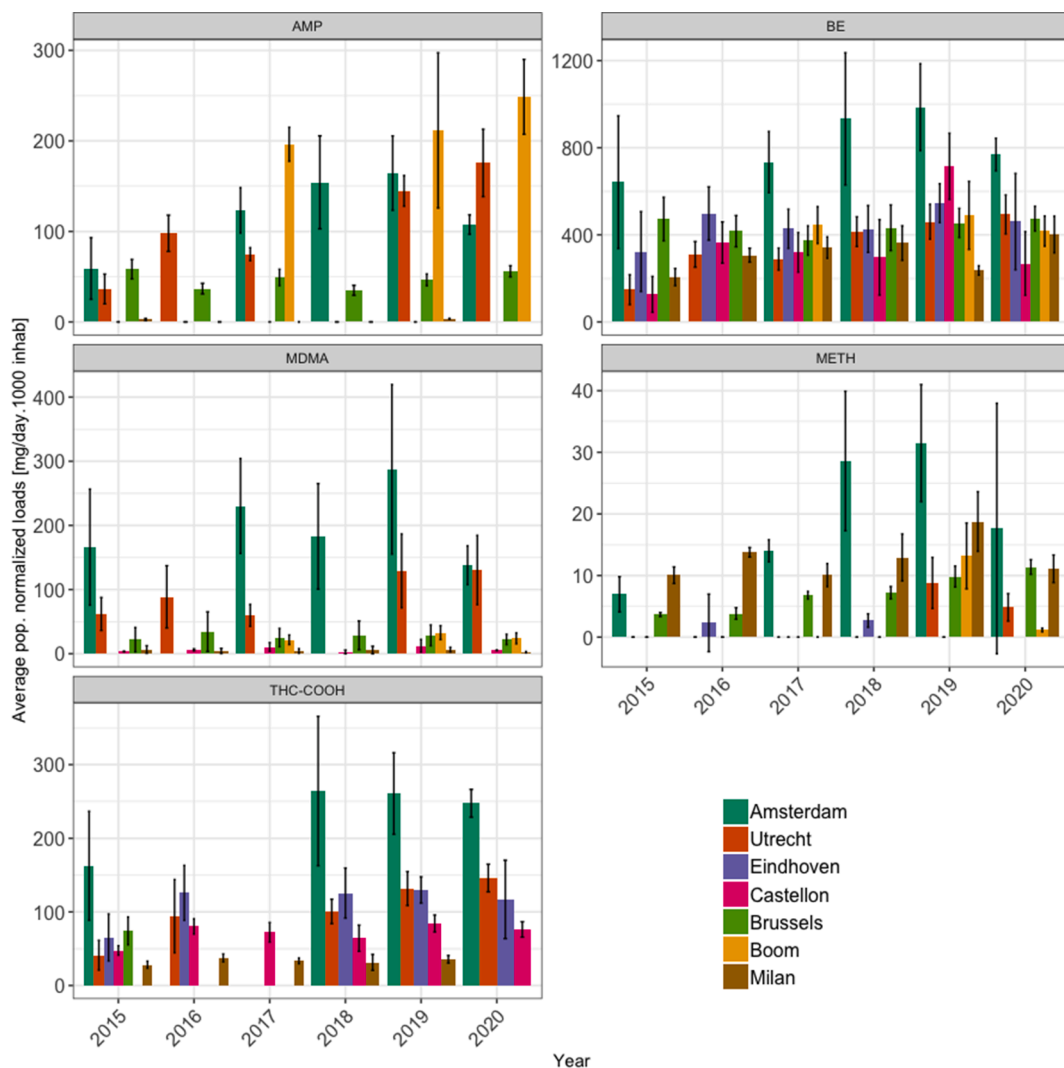 AMP
BE
300
200
100
0
1200
800
400
0
MDMA
METH
400
300
200
100
0
40
30
20
10
0
2015
2016
2017
2018
2019
2020
THC-COOH
300
200
100
0
2015
2016
2017
2018
2019
2020
Average pop. normalized loads [mg/day.1000 inhab]
Year
Amsterdam
Utrecht
Eindhoven
Castellon
Brussels
Boom
Milan